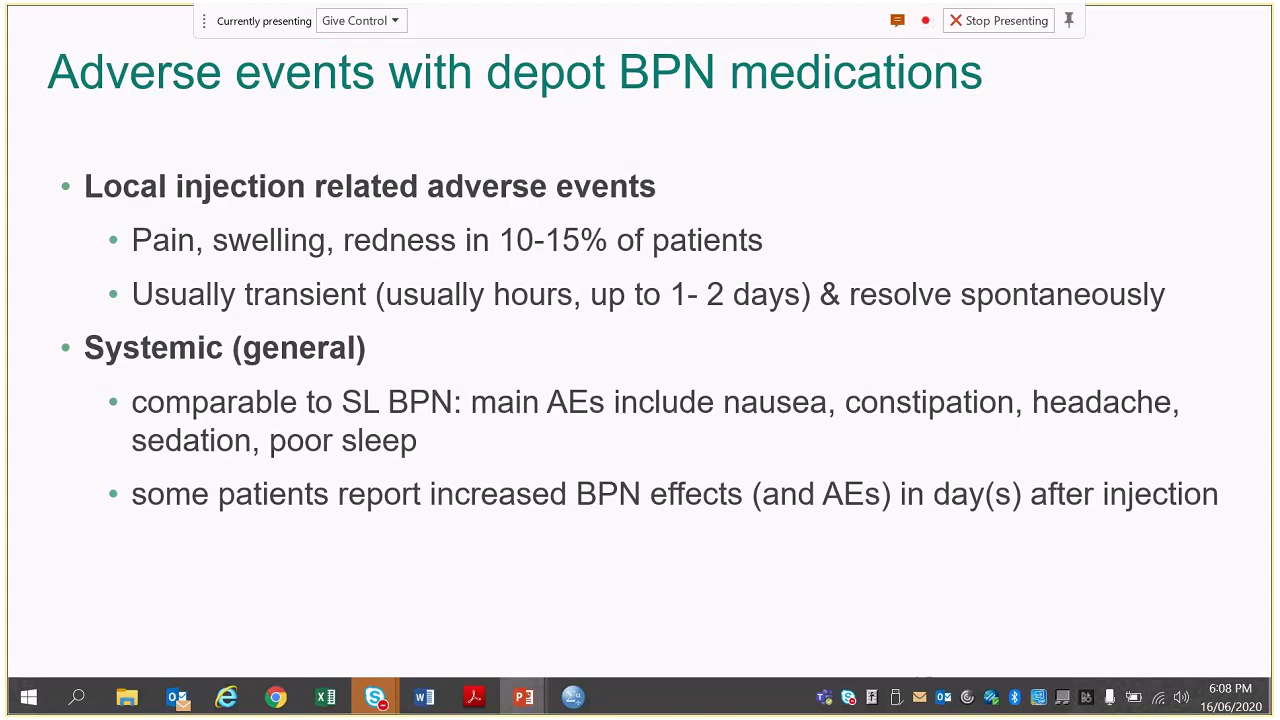 Currently presenting Give Control Stop Presenting
Adverse events with depot BPN medications
• Local injection related adverse events
• Pain, swelling, redness in 10-15% of patients
• Usually transient (usually hours, up to 1- 2 days) & resolve spontaneously
• Systemic (general)
• comparable to SL BPN: main AEs include nausea, constipation, headache,
sedation, poor sleep
• some patients report increased BPN effects (and AEs) in day(s) after injection
6:08 PM
16/06/2020